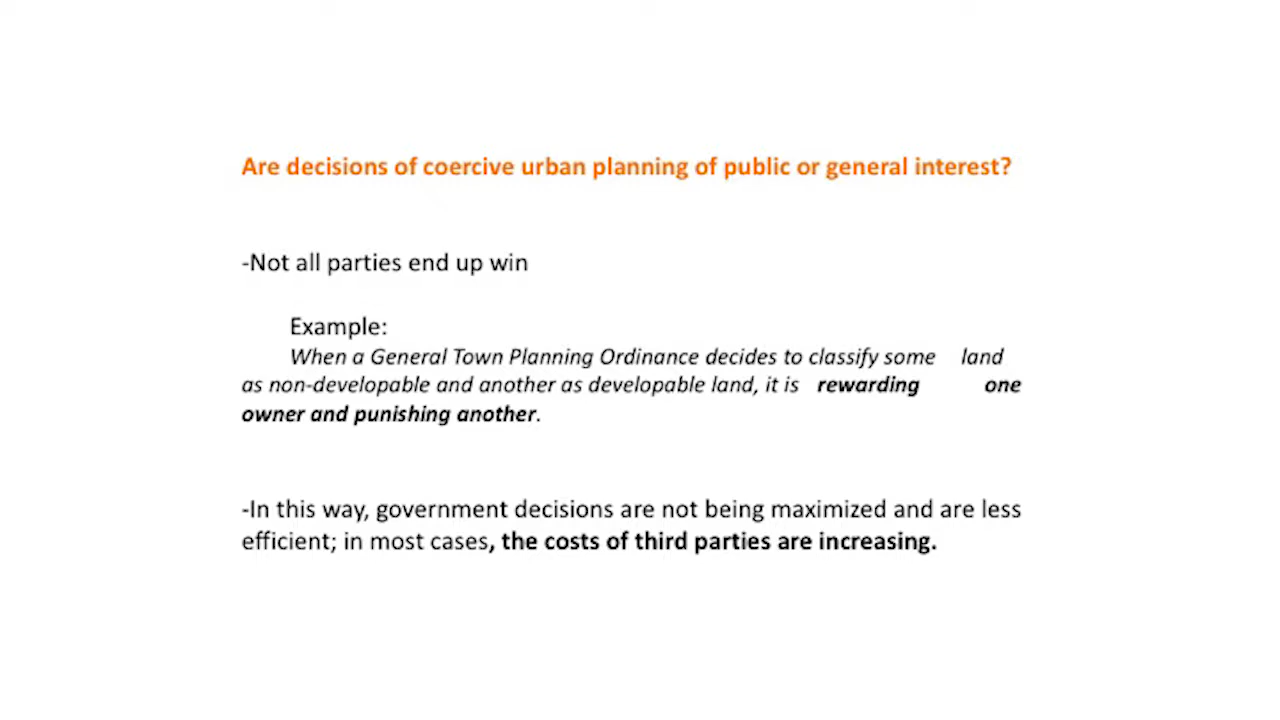 Are decisions of coercive urban planning of public or general interest?
-Not all parties end up win
Example:
When a General Town Planning Ordinance decides to classify some land
as non-developable and another as developable land, it is rewarding one
owner and punishing another.
-In this way, government decisions are not being maximized and are less
efficient; in most cases, the costs of third parties are increasing.